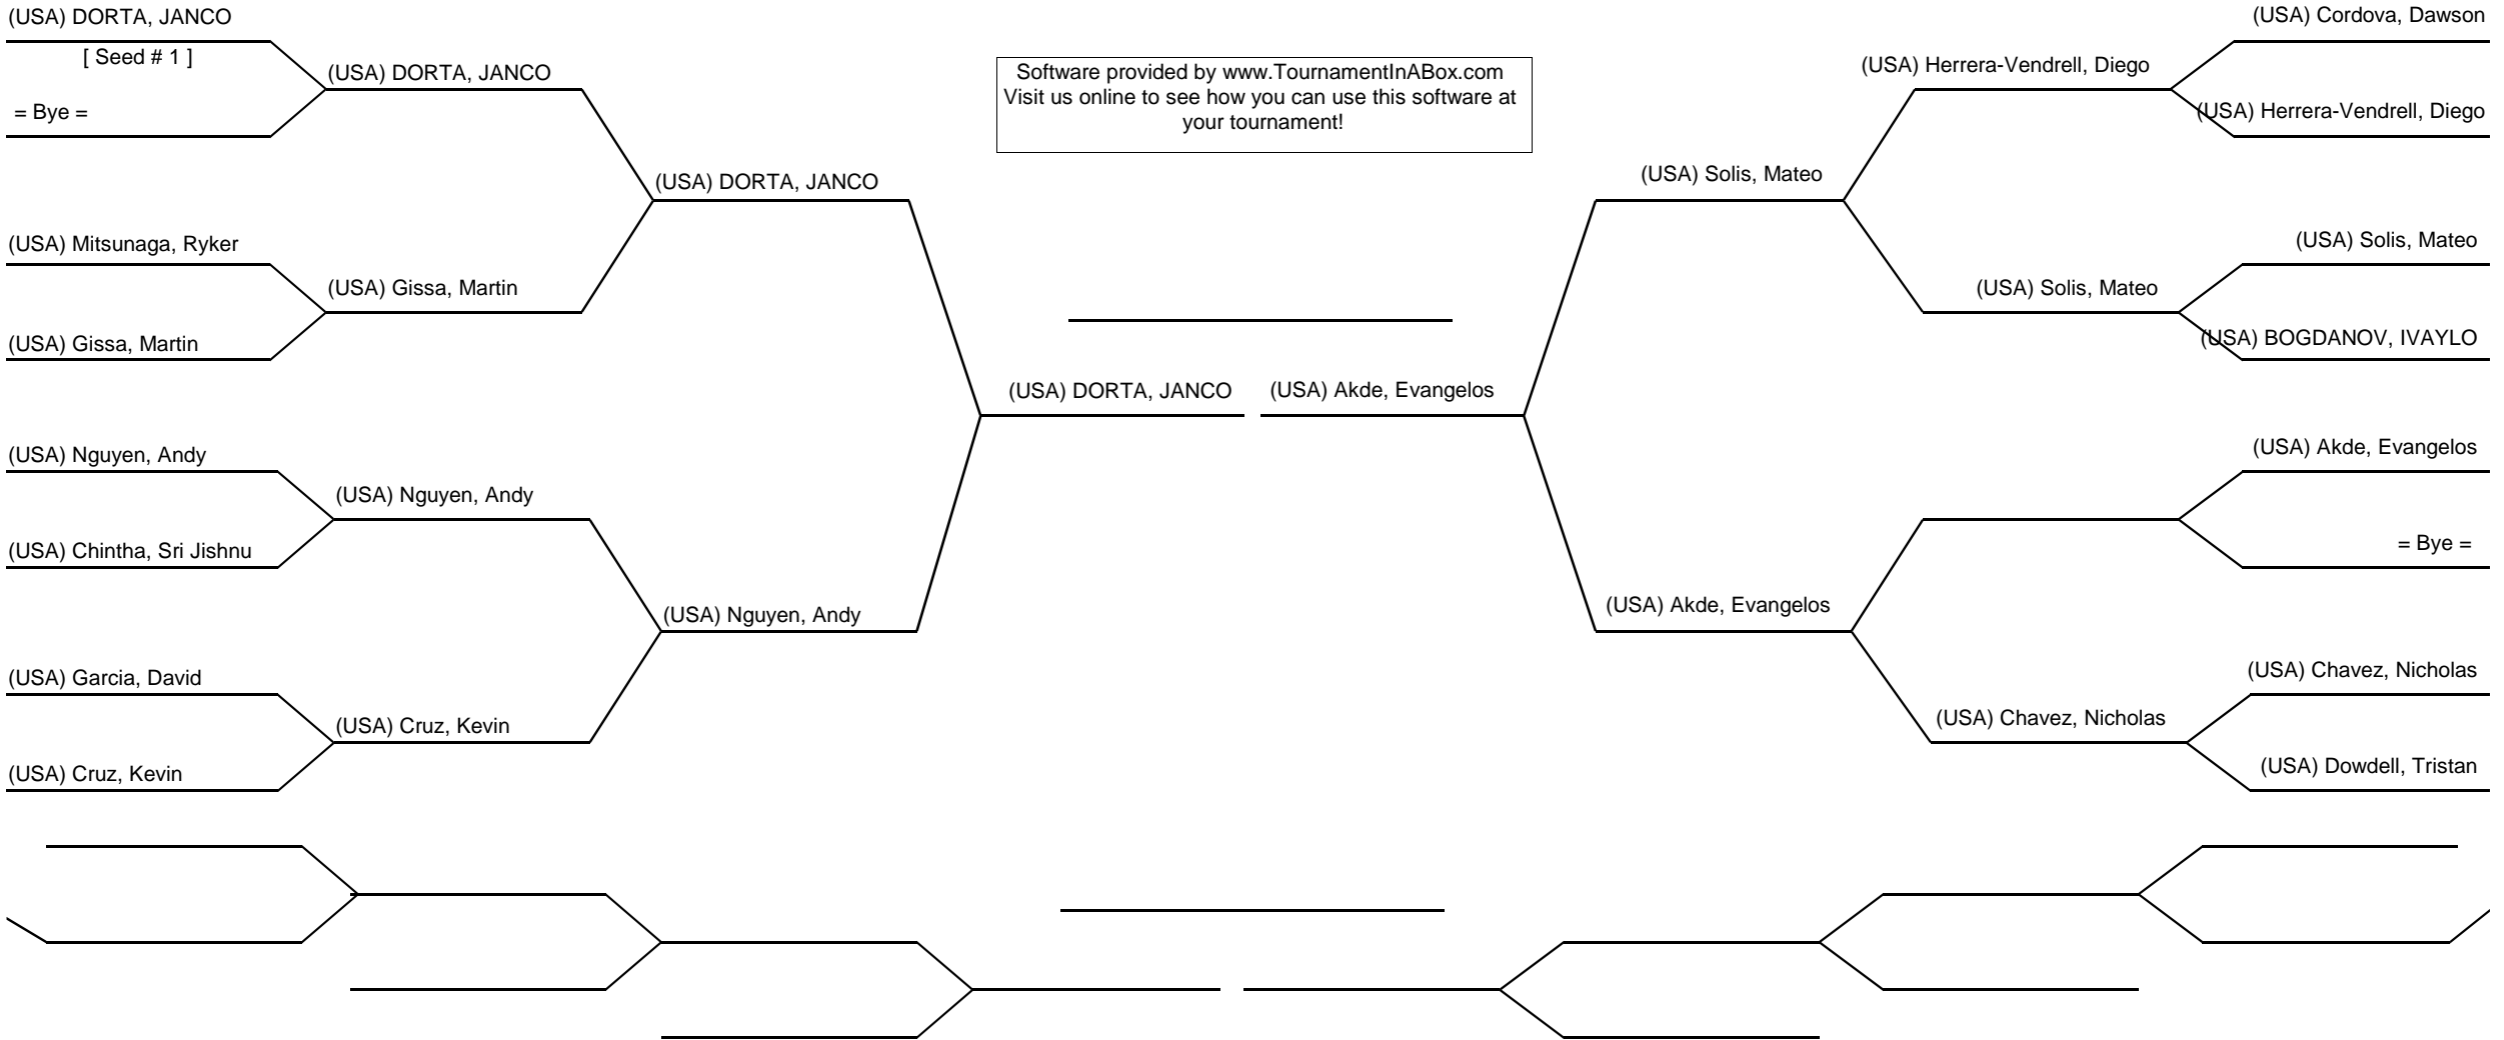 (USA) DORTA, JANCO
[ Seed # 1 ]
= Bye =
(USA) Mitsunaga, Ryker
(USA) Gissa, Martin
(USA) Nguyen, Andy
(USA) Chintha, Sri Jishnu
(USA) Garcia, David
(USA) Cruz, Kevin
(USA) DORTA, JANCO
(USA) Gissa, Martin
(USA) Nguyen, Andy
(USA) Cruz, Kevin
(USA) DORTA, JANCO
(USA) Nguyen, Andy
Software provided by www.TournamentInABox.com
Visit us online to see how you can use this software at
your tournament!
(USA) DORTA, JANCO
(USA) Akde, Evangelos
(USA) Solis, Mateo
(USA) Akde, Evangelos
(USA) Herrera-Vendrell, Diego
(USA) Solis, Mateo
(USA) Chavez, Nicholas
(USA) Cordova, Dawson
(USA) Herrera-Vendrell, Diego
(USA) Solis, Mateo
(USA) BOGDANOV, IVAYLO
(USA) Akde, Evangelos
= Bye =
(USA) Chavez, Nicholas
(USA) Dowdell, Tristan